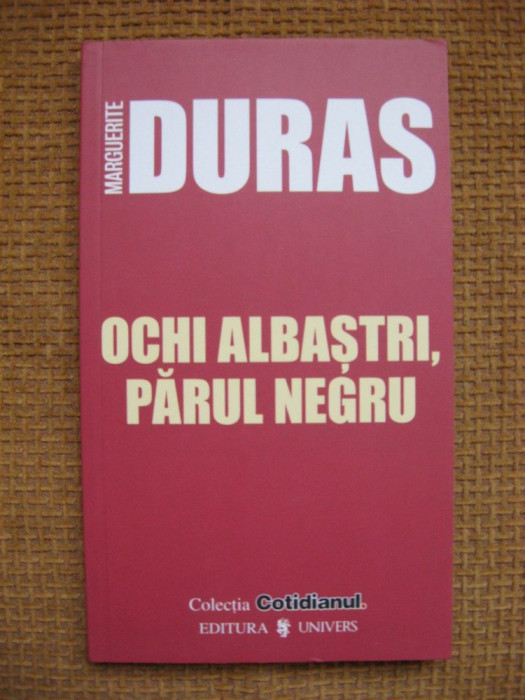 MARGUERITE
DURAS
OCHI ALBAȘTRI,
PĂRUL NEGRU
Colecția Cotidianul
EDITURA UNIVERS